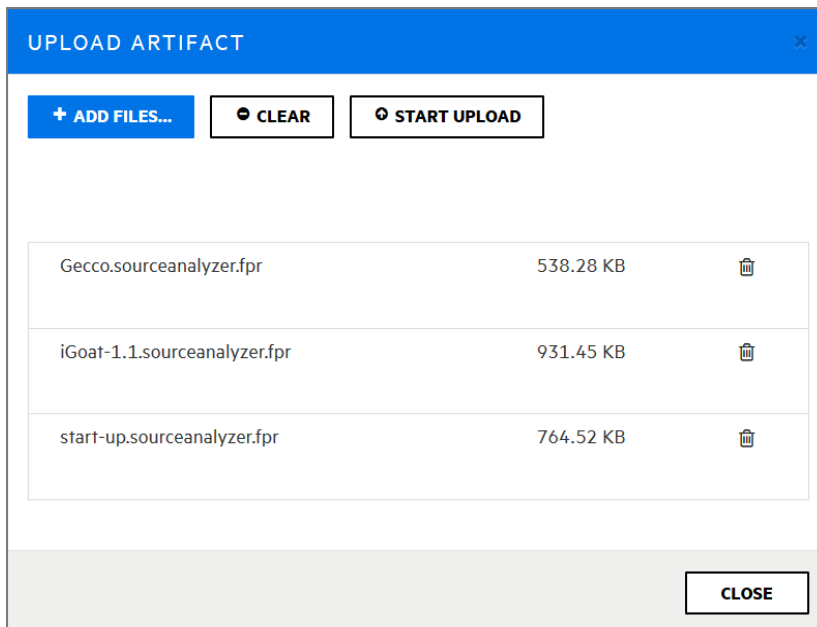 UPLOAD ARTIFACT
ADD FILES... CLEAR START UPLOAD
Gecco.sourceanalyzer.fpr 538.28 KB
iGoat-1.1.sourceanalyzer.fpr 931.45 KB
start-up.sourceanalyzer.fpr 764.52 KB
CLOSE